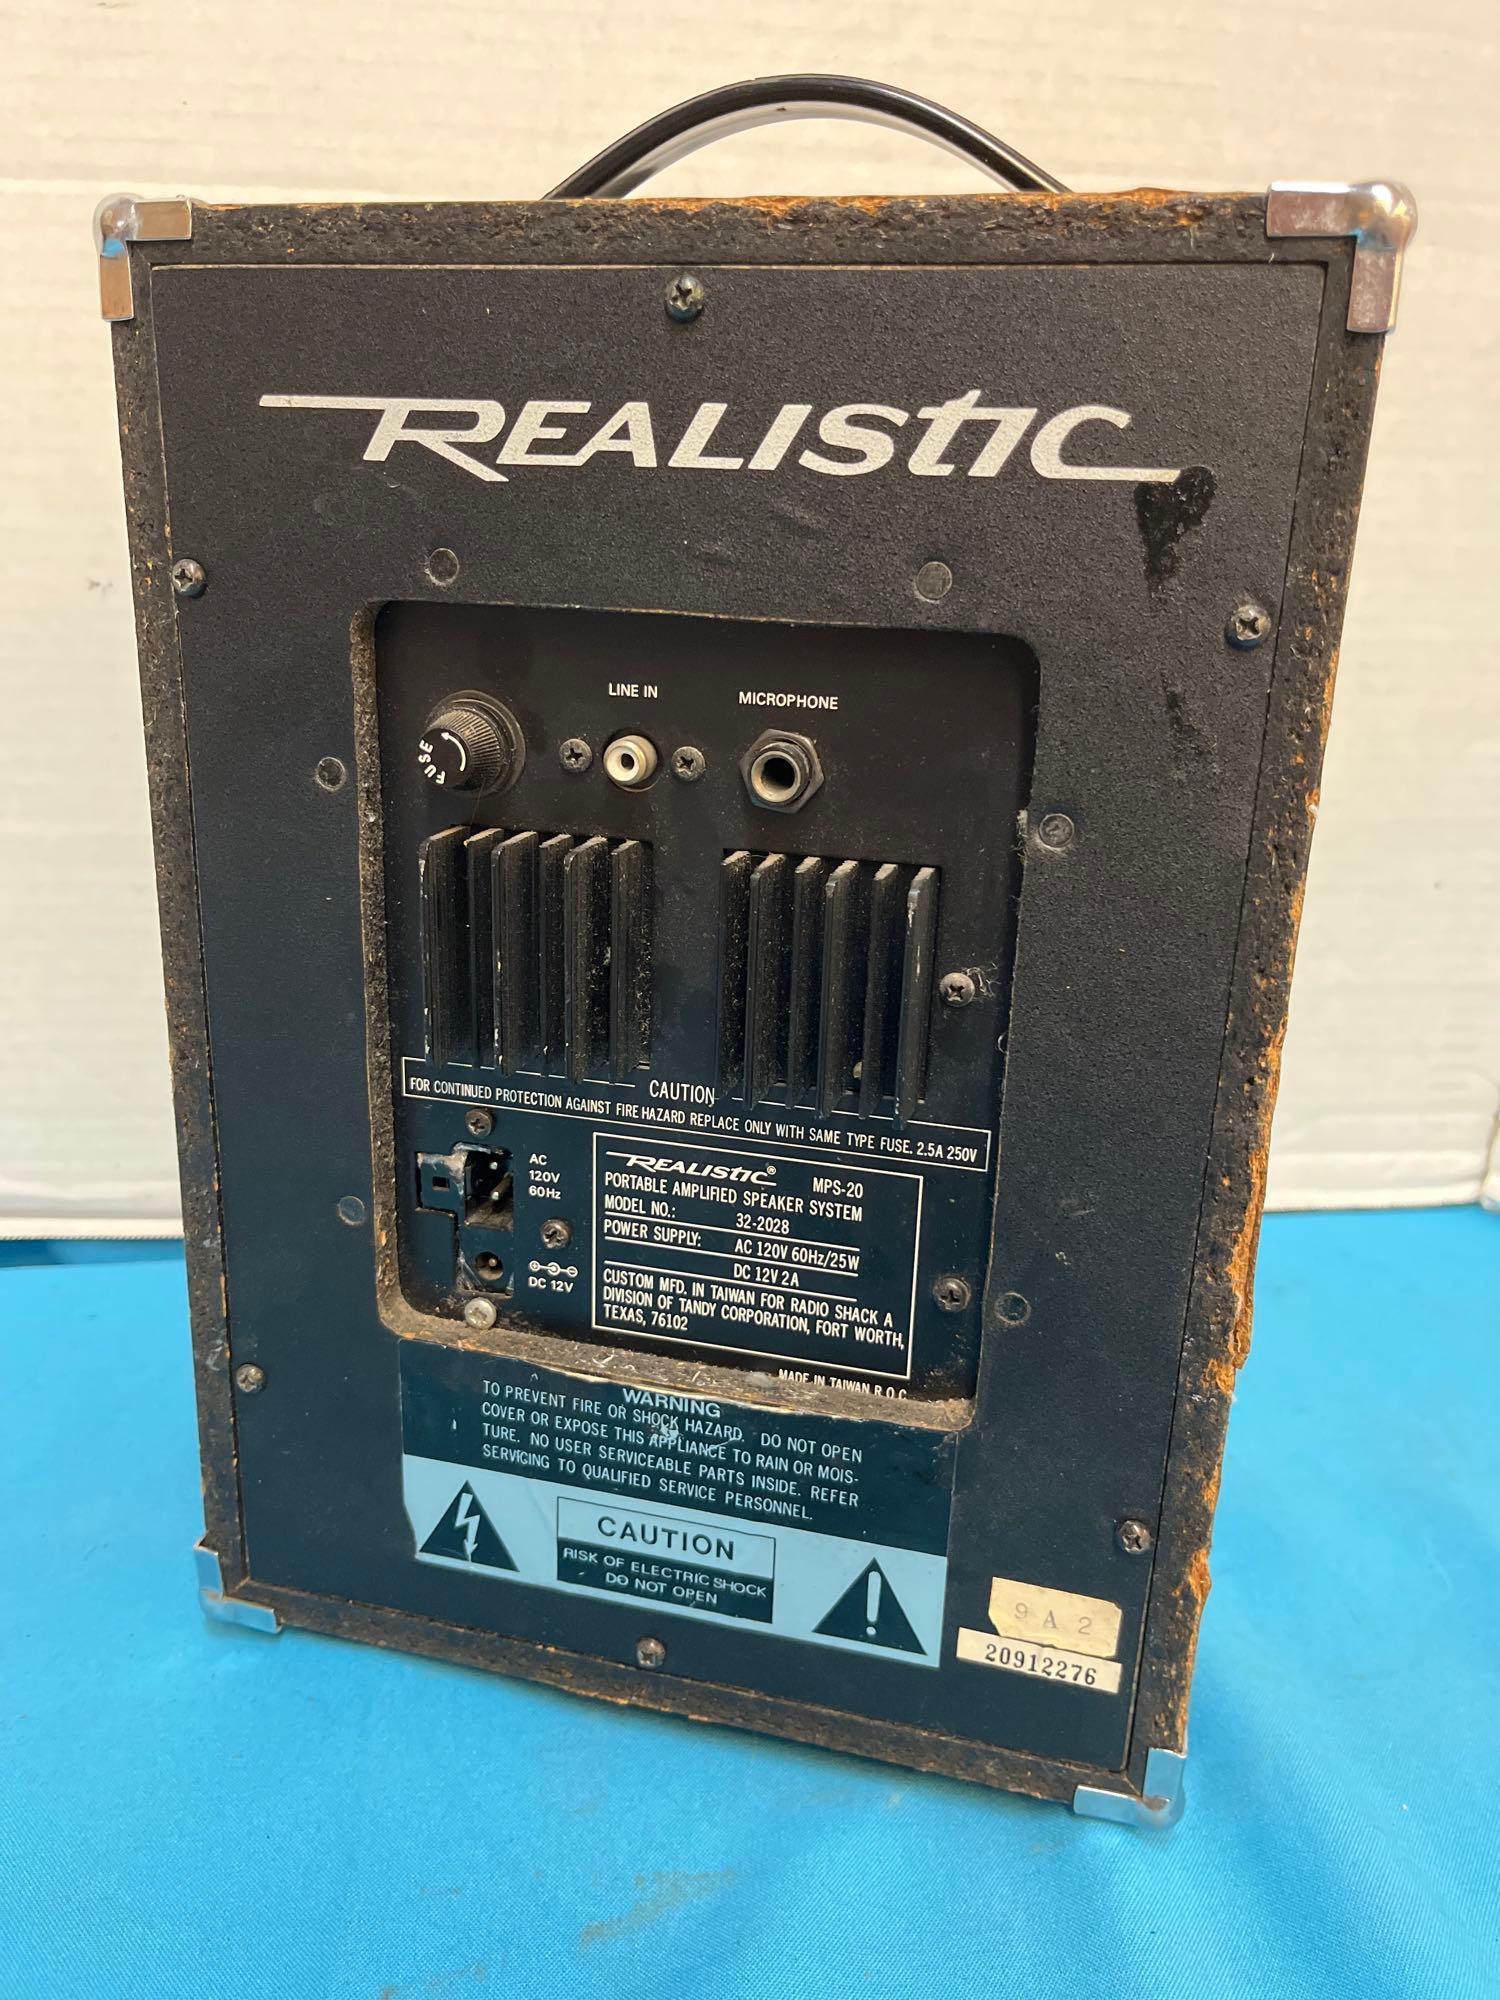 REALISTIC
LINE IN
MICROPHONE
FUSE
CAUTION
FOR CONTINUED PROTECTION AGAINST FIRE HAZARD REPLACE ONLY WITH SAME TYPE FUSE. 2.5A 250V
AC
120V
60Hz
DC 12V
REALISTIC® MPS-20
PORTABLE AMPLIFIED SPEAKER SYSTEM
MODEL NO.: 32-2028
POWER SUPPLY: AC 120V 60Hz/25W
DC 12V 2A
CUSTOM MFD. IN TAIWAN FOR RADIO SHACK A
DIVISION OF TANDY CORPORATION, FORT WORTH,
TEXAS, 76102
MADE IN TAIWAN R.O.C
WARNING
TO PREVENT FIRE OR SHOCK HAZARD. DO NOT OPEN
COVER OR EXPOSE THIS APPLIANCE TO RAIN OR MOIS-
TURE. NO USER SERVICEABLE PARTS INSIDE. REFER
SERVICING TO QUALIFIED SERVICE PERSONNEL.
CAUTION
RISK OF ELECTRIC SHOCK
DO NOT OPEN
9A2
20912276